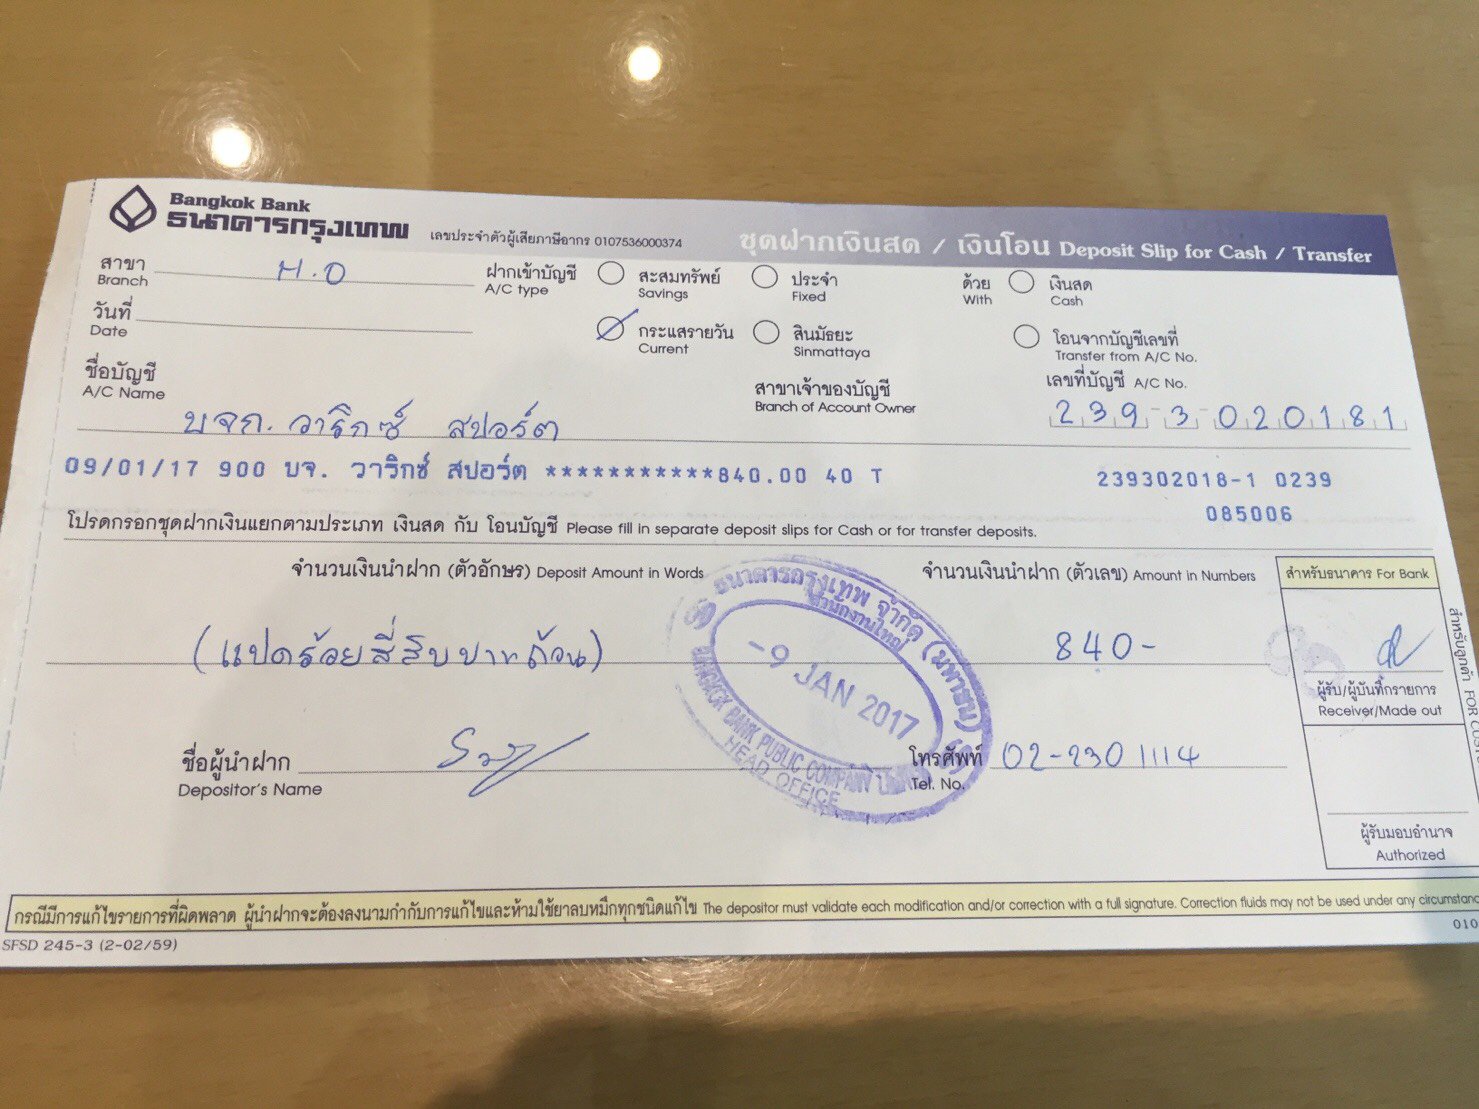 Bangkok Bank
ธนาคารกรุงเทพ
เลขประจำตัวผู้เสียภาษีอากร 0107536000374
ชุดฝากเงินสด / เงินโอน Deposit Slip for Cash / Transfer
สาขา H.O
Branch
ฝากเข้าบัญชี
A/C type
สะสมทรัพย์
Savings
ประจำ
Fixed
ด้วย
With
เงินสด
Cash
วันที่
Date
กระแสรายวัน
Current
สินมัธยะ
Sinmattaya
โอนจากบัญชีเลขที่
Transfer from A/C No.
ชื่อบัญชี
A/C Name
บจก. วาริกซ์ สปอร์ต
สาขาเจ้าของบัญชี
Branch of Account Owner
เลขที่บัญชี A/C No.
239-3-020181
09/01/17 900 บจ. วาริกซ์ สปอร์ต ***********840.00 40 T
239302018-1 0239
085006
โปรดกรอกชุดฝากเงินแยกตามประเภท เงินสด กับ โอนบัญชี Please fill in separate deposit slips for Cash or for transfer deposits.
จำนวนเงินนำฝาก (ตัวอักษร) Deposit Amount in Words
จำนวนเงินนำฝาก (ตัวเลข) Amount in Numbers
สำหรับธนาคาร For Bank
(แปดร้อยสี่สิบบาทถ้วน)
840-
ธนาคารกรุงเทพ จำกัด (มหาชน)
สำนักงานใหญ่
-9 JAN 2017
BANGKOK BANK PUBLIC COMPANY
HEAD OFFICE
ผู้รับ/ผู้บันทึกรายการ
Receiver/Made out
ชื่อผู้นำฝาก
Depositor's Name
โทรศัพท์ 02-230 1114
Tel. No.
ผู้รับมอบอำนาจ
Authorized
สำหรับลูกค้า FOR
กรณีมีการแก้ไขรายการที่ผิดพลาด ผู้นำฝากจะต้องลงนามกำกับการแก้ไขและห้ามใช้ยาลบหมึกทุกชนิดแก้ไข The depositor must validate each modification and/or correction with a full signature. Correction fluids may not be used under any
SFSD 245-3 (2-02/59)
010